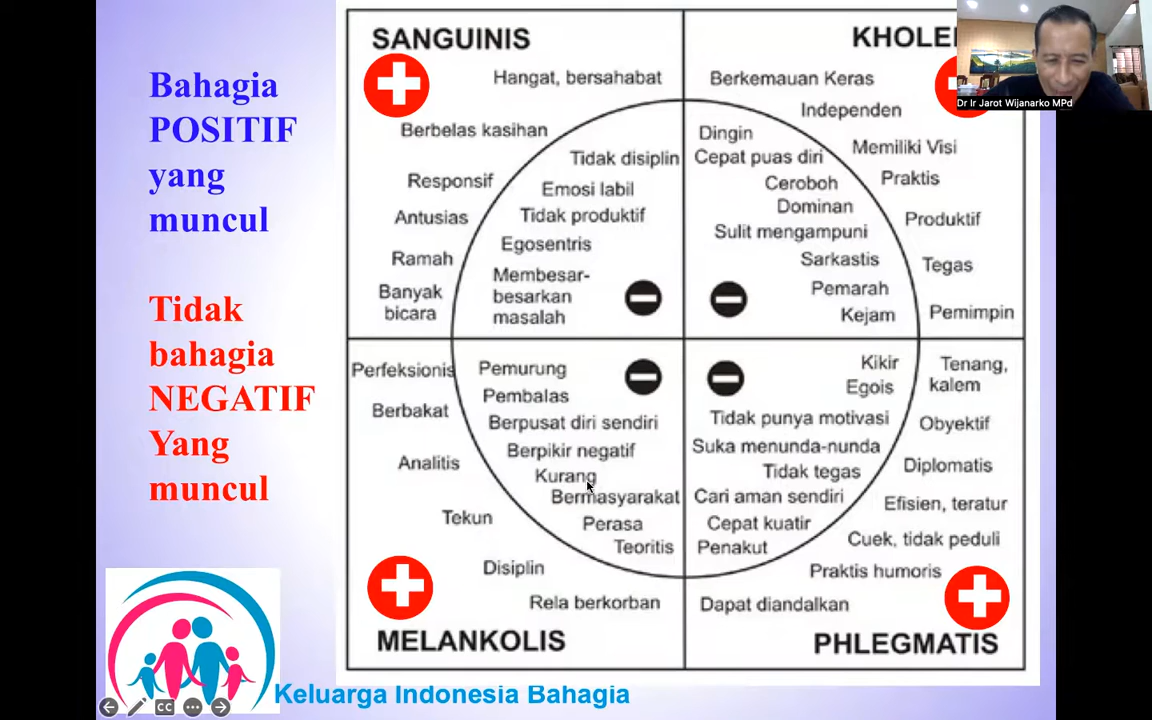 Bahagia
POSITIF
yang
muncul
Tidak
bahagia
NEGATIF
Yang
muncul
SANGUINIS
Hangat, bersahabat
Berbelas kasihan
Responsif
Antusias
Ramah
Banyak
bicara
Tidak disiplin
Emosi labil
Tidak produktif
Egosentris
Membesar-
besarkan
masalah
Berkemauan Keras
Independen
Memiliki Visi
Praktis
Produktif
Tegas
Pemimpin
Dingin
Cepat puas diri
Ceroboh
Dominan
Sulit mengampuni
Sarkastis
Pemarah
Kejam
Perfeksionis
Berbakat
Analitis
Tekun
Disiplin
Rela berkorban
MELANKOLIS
Pemurung
Pembalas
Berpusat diri sendiri
Berpikir negatif
Kurang
Bermasyarakat
Perasa
Teoritis
Kikir
Egois
Tidak punya motivasi
Suka menunda-nunda
Tidak tegas
Cari aman sendiri
Cepat kuatir
Penakut
Tenang,
kalem
Obyektif
Diplomatis
Efisien, teratur
Cuek, tidak peduli
Praktis humoris
Dapat diandalkan
PHLEGMATIS
Keluarga Indonesia Bahagia
Dr Ir Jarot Wijanarko MPd
CC